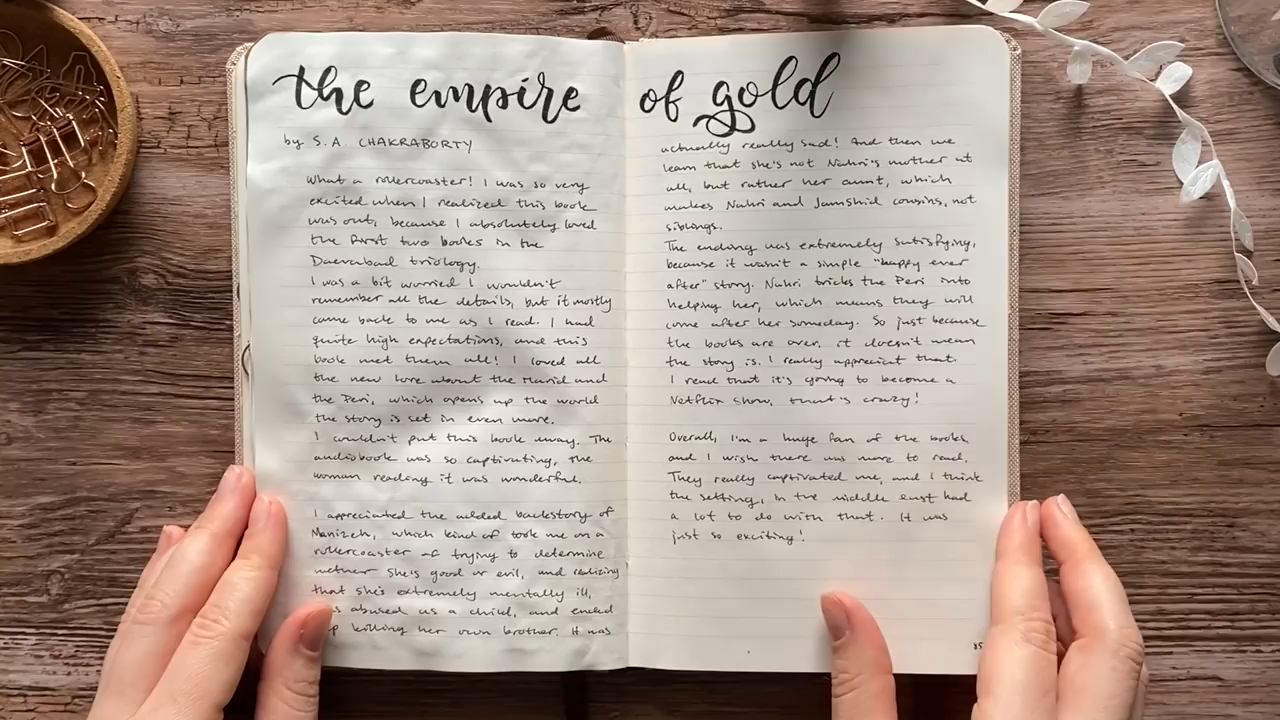 the empire of gold
by S. A. CHAKRABORTY
What a rollercoaster! I was so very
excited when I realized this book
was out, because I absolutely loved
the first two books in the
Daevabad triology.
I was a bit worried I wouldn't
remember all the details, but it mostly
came back to me as I read. I had
quite high expectations, and this
book met them all! I loved all
the new lore about the Marid and
the Peri, which opens up the world
the story is set in even more.
I couldn't put this book away. The
audiobook was so captivating, the
woman reading it was wonderful.
I appreciated the added backstory of
Manizeh, which kind of took me on a
rollercoaster of trying to determine
wether she's good or evil, and realizing
that she's extremely mentally ill,
abused as a child, and ended
killing her own brother. It was
actually really sad! And then we
learn that she's not Nahri's mother at
all, but rather her aunt, which
makes Nahri and Jamshid cousins, not
siblings.
The ending was extremely satisfying,
because it wasn't a simple "happy ever
after" story. Nahri tricks the Peri into
helping her, which means they will
come after her someday. So just because
the books are over, it doesn't mean
the story is. I really appreciat that.
I read that it's going to become a
Netflix show, that's crazy!
Overall, I'm a huge fan of the books,
and I wish there was more to read.
They really captivated me, and I think
the setting, in the middle east had
a lot to do with that. It was
just so exciting!